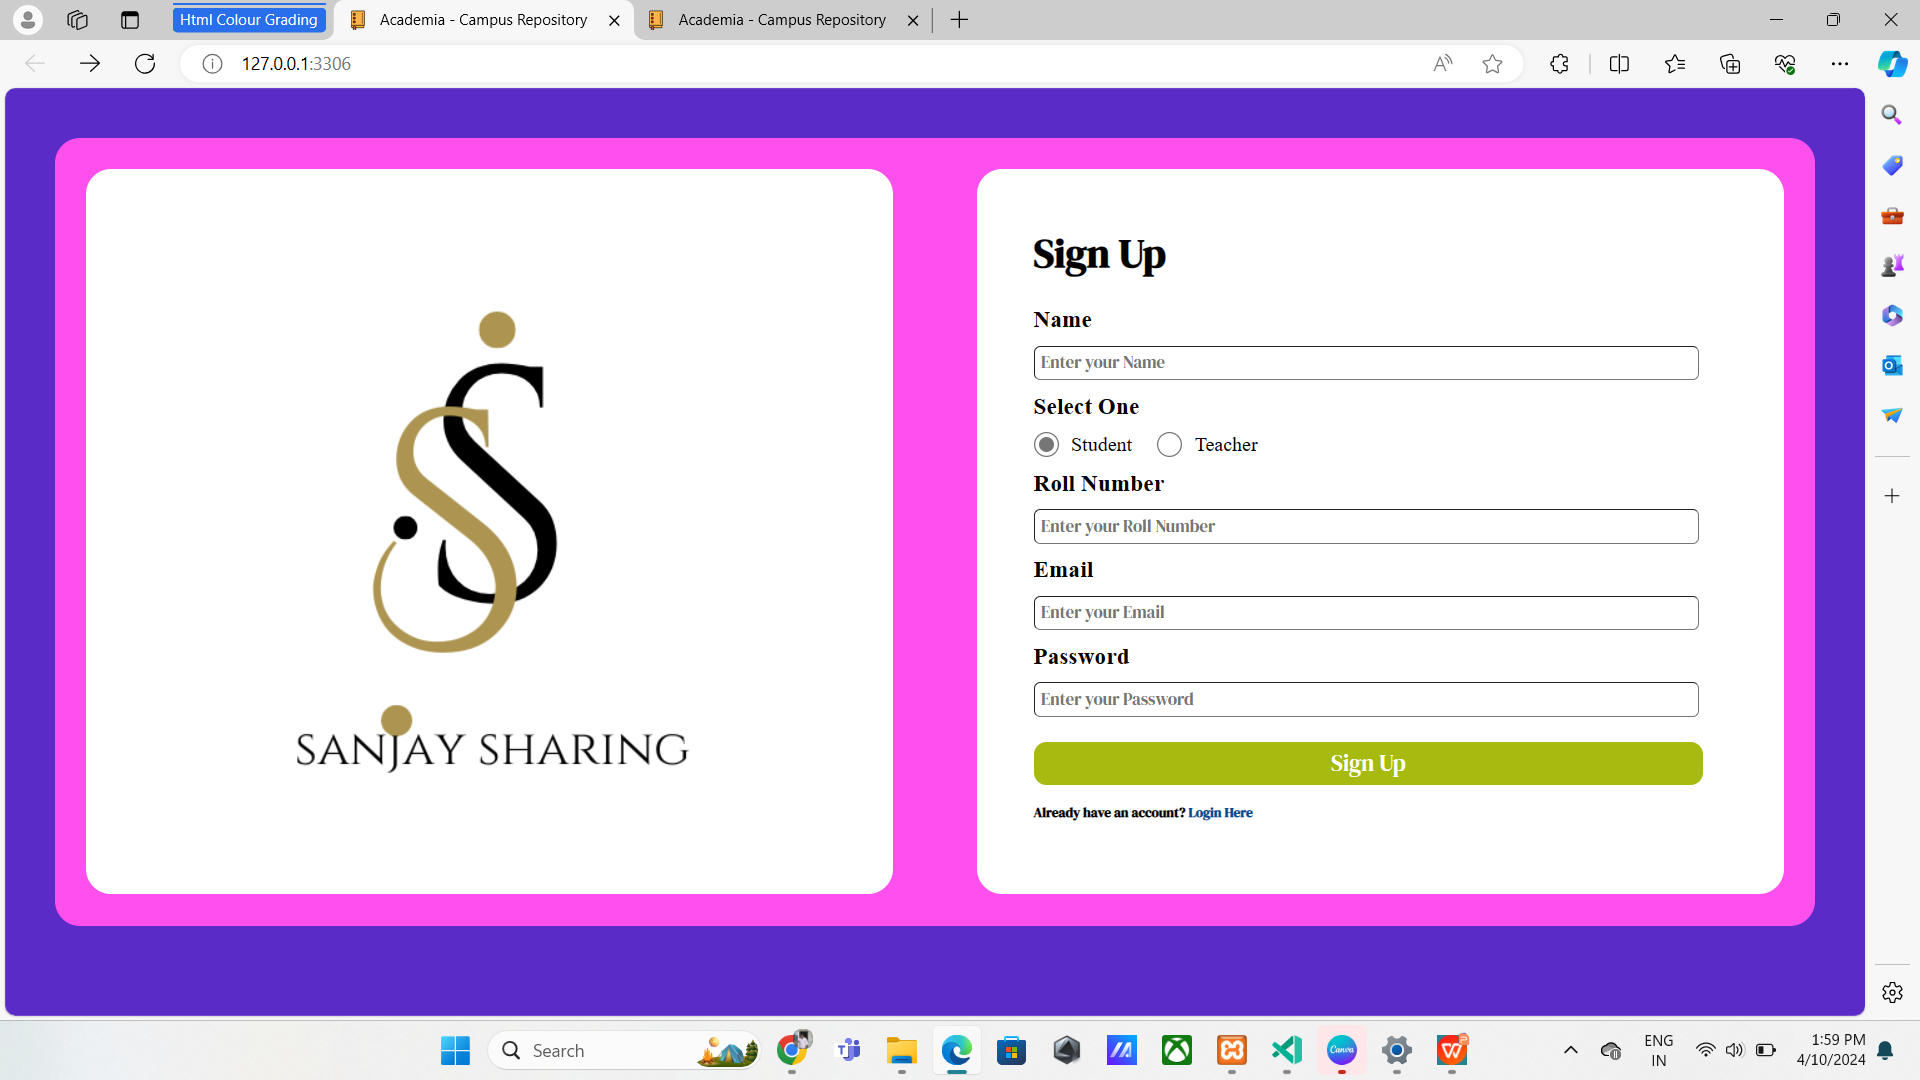 Html Colour Grading
Academia - Campus Repository
Academia - Campus Repository
127.0.0.1:3306
SANJAY SHARING
Sign Up
Name
Enter your Name
Select One
Student Teacher
Roll Number
Enter your Roll Number
Email
Enter your Email
Password
Enter your Password
Sign Up
Already have an account? Login Here
Search
Canva
ENG
IN
1:59 PM
4/10/2024